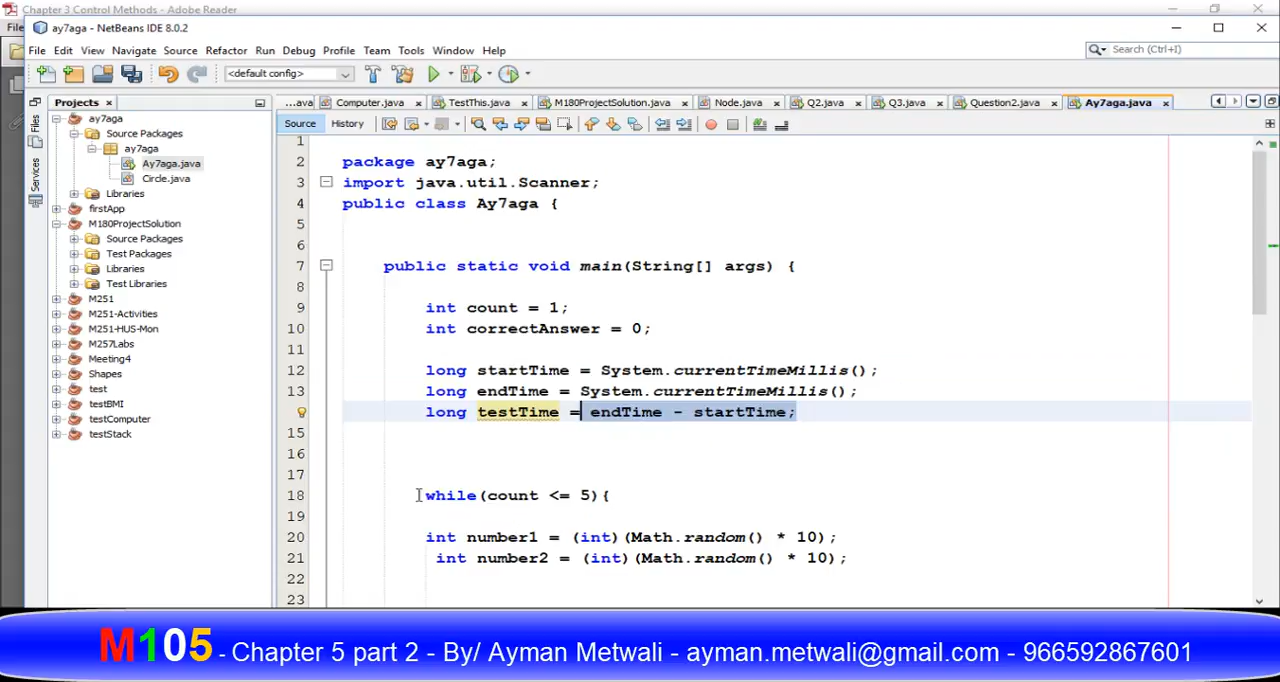 Chapter 3 Control Methods - Adobe Reader
File
ay7aga - NetBeans IDE 8.0.2
File Edit View Navigate Source Refactor Run Debug Profile Team Tools Window Help
Search (Ctrl+I)
<default config>
Projects
...ava Computer.java TestThis.java M180ProjectSolution.java Node.java Q2.java Q3.java Question2.java Ay7aga.java
Source History
Files
Services
ay7aga
Source Packages
ay7aga
Ay7aga.java
Circle.java
Libraries
firstApp
M180ProjectSolution
Source Packages
Test Packages
Libraries
Test Libraries
M251
M251-Activities
M251-HUS-Mon
M257Labs
Meeting4
Shapes
test
testBMI
testComputer
testStack
1
2 package ay7aga;
3 import java.util.Scanner;
4 public class Ay7aga {
5
6
7 public static void main(String[] args) {
8
9 int count = 1;
10 int correctAnswer = 0;
11
12 long startTime = System.currentTimeMillis();
13 long endTime = System.currentTimeMillis();
long testTime = endTime - startTime;
15
16
17
18 while(count <= 5){
19
20 int number1 = (int)(Math.random() * 10);
21 int number2 = (int)(Math.random() * 10);
22
23
M105 - Chapter 5 part 2 - By/ Ayman Metwali - ayman.metwali@gmail.com - 966592867601